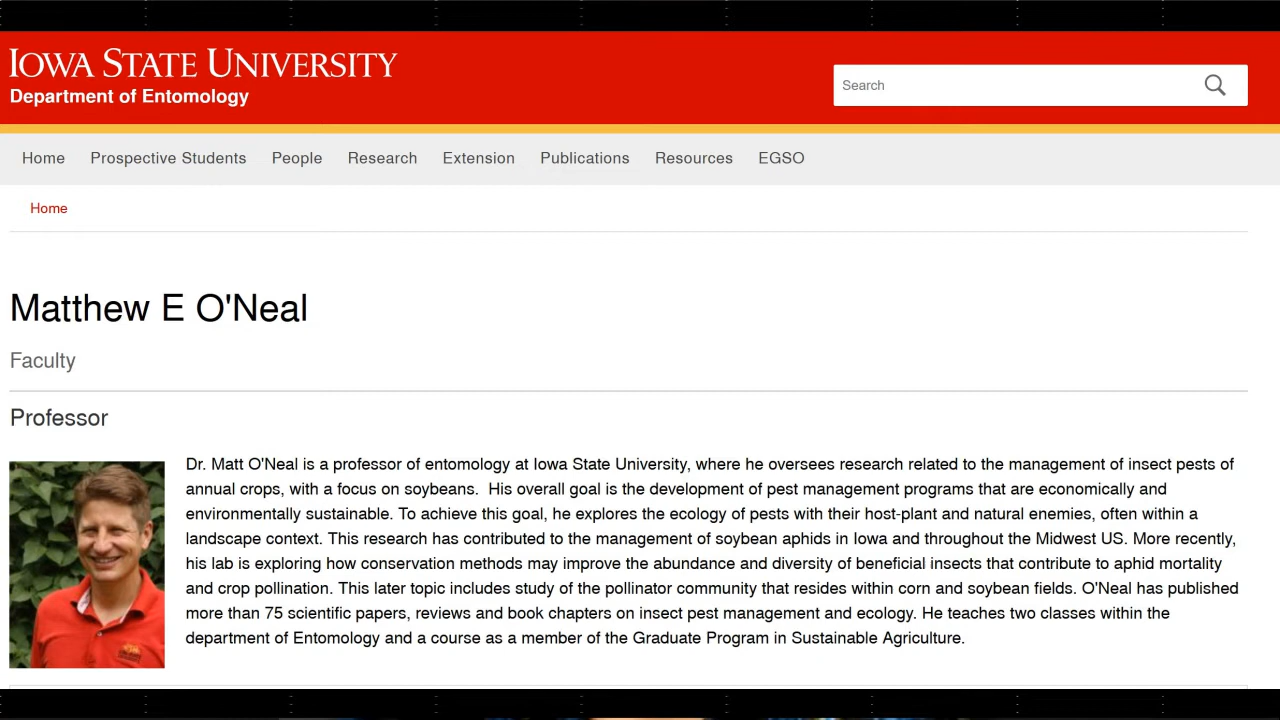 IOWA STATE UNIVERSITY
Department of Entomology
Search
Home Prospective Students People Research Extension Publications Resources EGSO
Home
Matthew E O'Neal
Faculty
Professor
Dr. Matt O'Neal is a professor of entomology at Iowa State University, where he oversees research related to the management of insect pests of
annual crops, with a focus on soybeans.  His overall goal is the development of pest management programs that are economically and
environmentally sustainable. To achieve this goal, he explores the ecology of pests with their host-plant and natural enemies, often within a
landscape context. This research has contributed to the management of soybean aphids in Iowa and throughout the Midwest US. More recently,
his lab is exploring how conservation methods may improve the abundance and diversity of beneficial insects that contribute to aphid mortality
and crop pollination. This later topic includes study of the pollinator community that resides within corn and soybean fields. O'Neal has published
more than 75 scientific papers, reviews and book chapters on insect pest management and ecology. He teaches two classes within the
department of Entomology and a course as a member of the Graduate Program in Sustainable Agriculture.